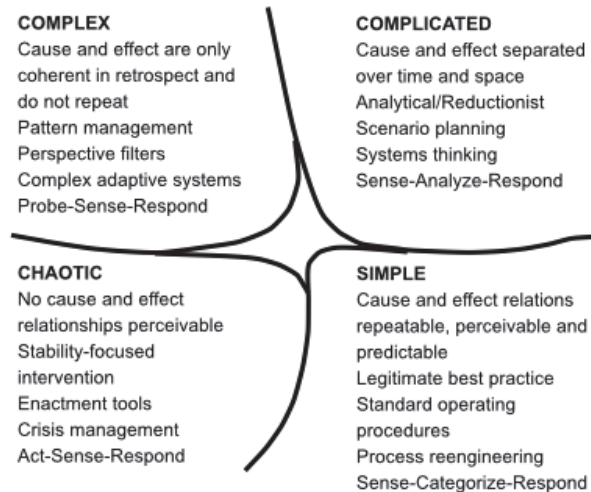 COMPLEX
Cause and effect are only
coherent in retrospect and
do not repeat
Pattern management
Perspective filters
Complex adaptive systems
Probe-Sense-Respond
COMPLICATED
Cause and effect separated
over time and space
Analytical/Reductionist
Scenario planning
Systems thinking
Sense-Analyze-Respond
CHAOTIC
No cause and effect
relationships perceivable
Stability-focused
intervention
Enactment tools
Crisis management
Act-Sense-Respond
SIMPLE
Cause and effect relations
repeatable, perceivable and
predictable
Legitimate best practice
Standard operating
procedures
Process reengineering
Sense-Categorize-Respond